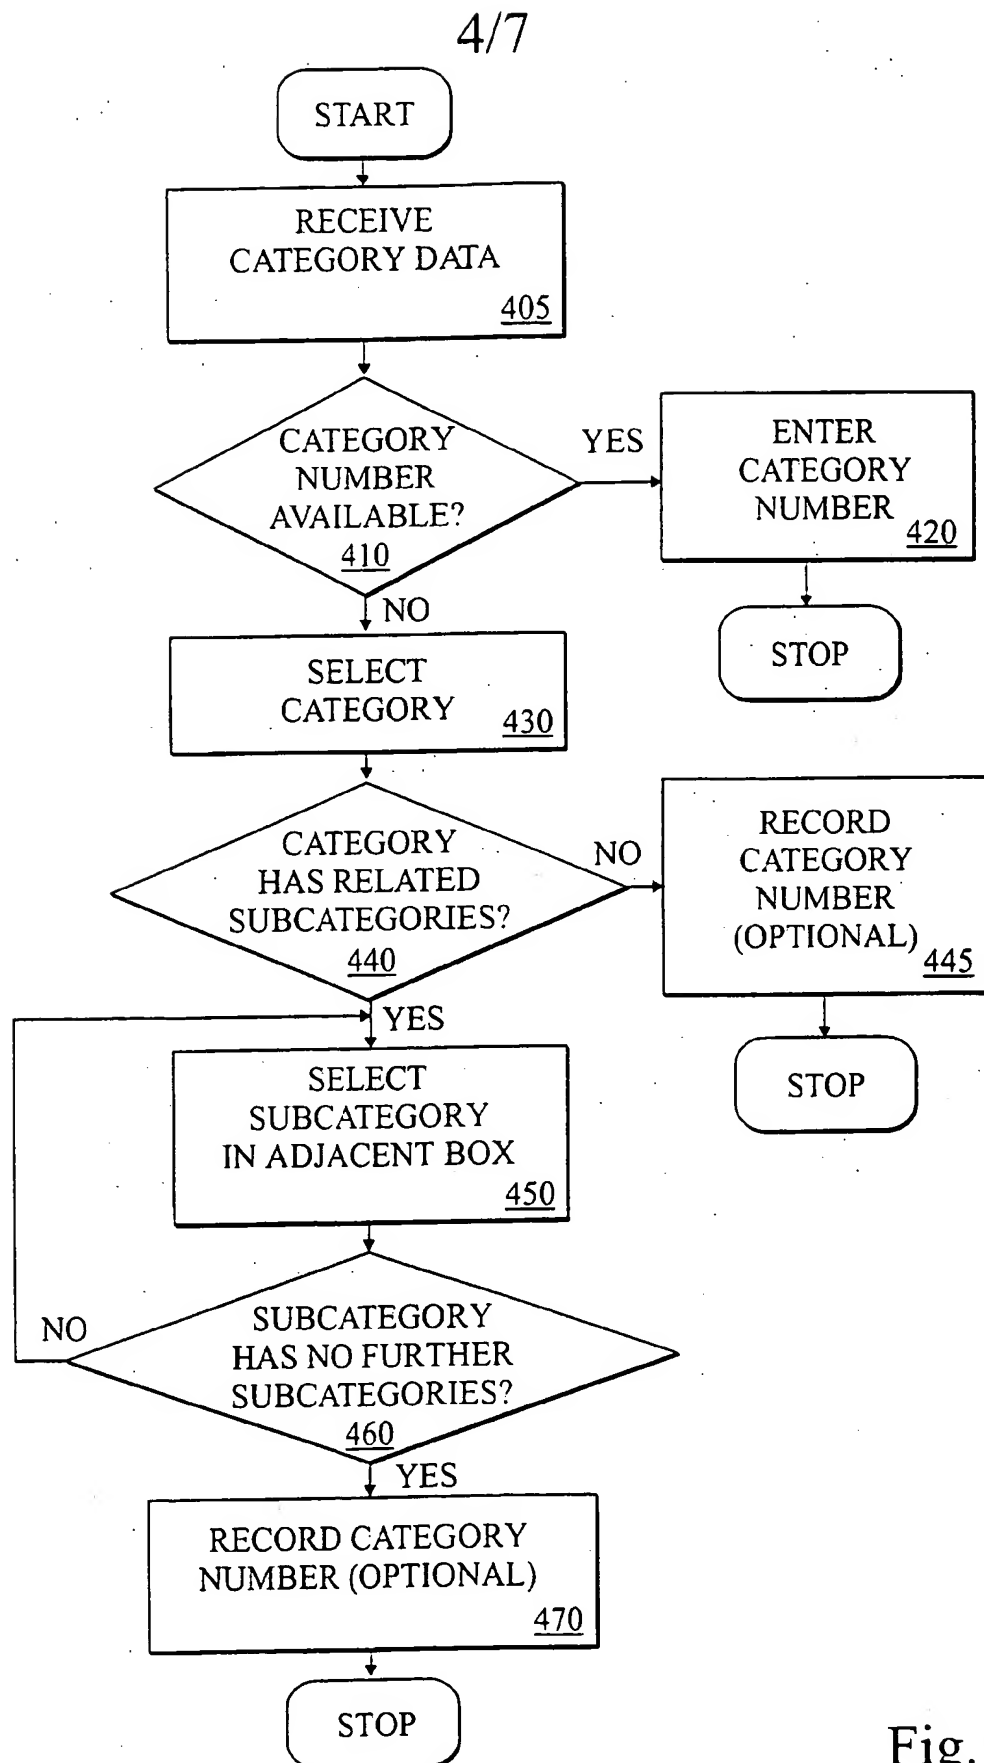 4/7
START
RECEIVE
CATEGORY DATA
405
CATEGORY
NUMBER
AVAILABLE?
410
YES
ENTER
CATEGORY
NUMBER
420
STOP
NO
SELECT
CATEGORY
430
CATEGORY
HAS RELATED
SUBCATEGORIES?
440
NO
RECORD
CATEGORY
NUMBER
(OPTIONAL)
445
STOP
YES
SELECT
SUBCATEGORY
IN ADJACENT BOX
450
SUBCATEGORY
HAS NO FURTHER
SUBCATEGORIES?
460
NO
YES
RECORD CATEGORY
NUMBER (OPTIONAL)
470
STOP
Fig.